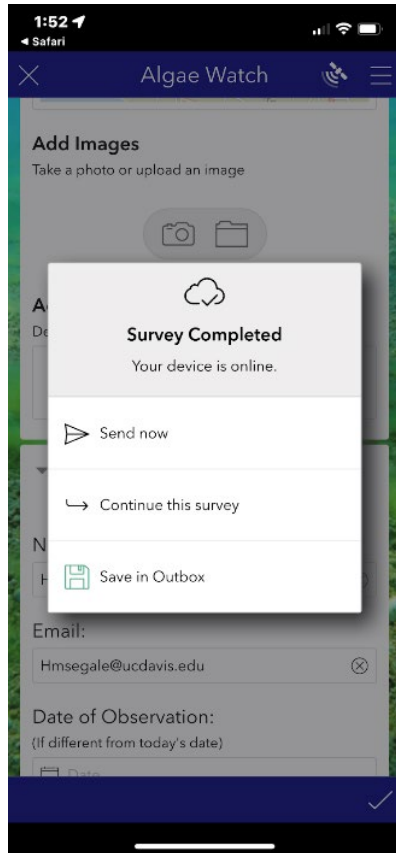 1:52
Safari
Algae Watch
Add Images
Take a photo or upload an image
A
De
Survey Completed
Your device is online.
Send now
Continue this survey
Save in Outbox
N
H
Email:
Hmsegale@ucdavis.edu
Date of Observation:
(If different from today's date)
Date